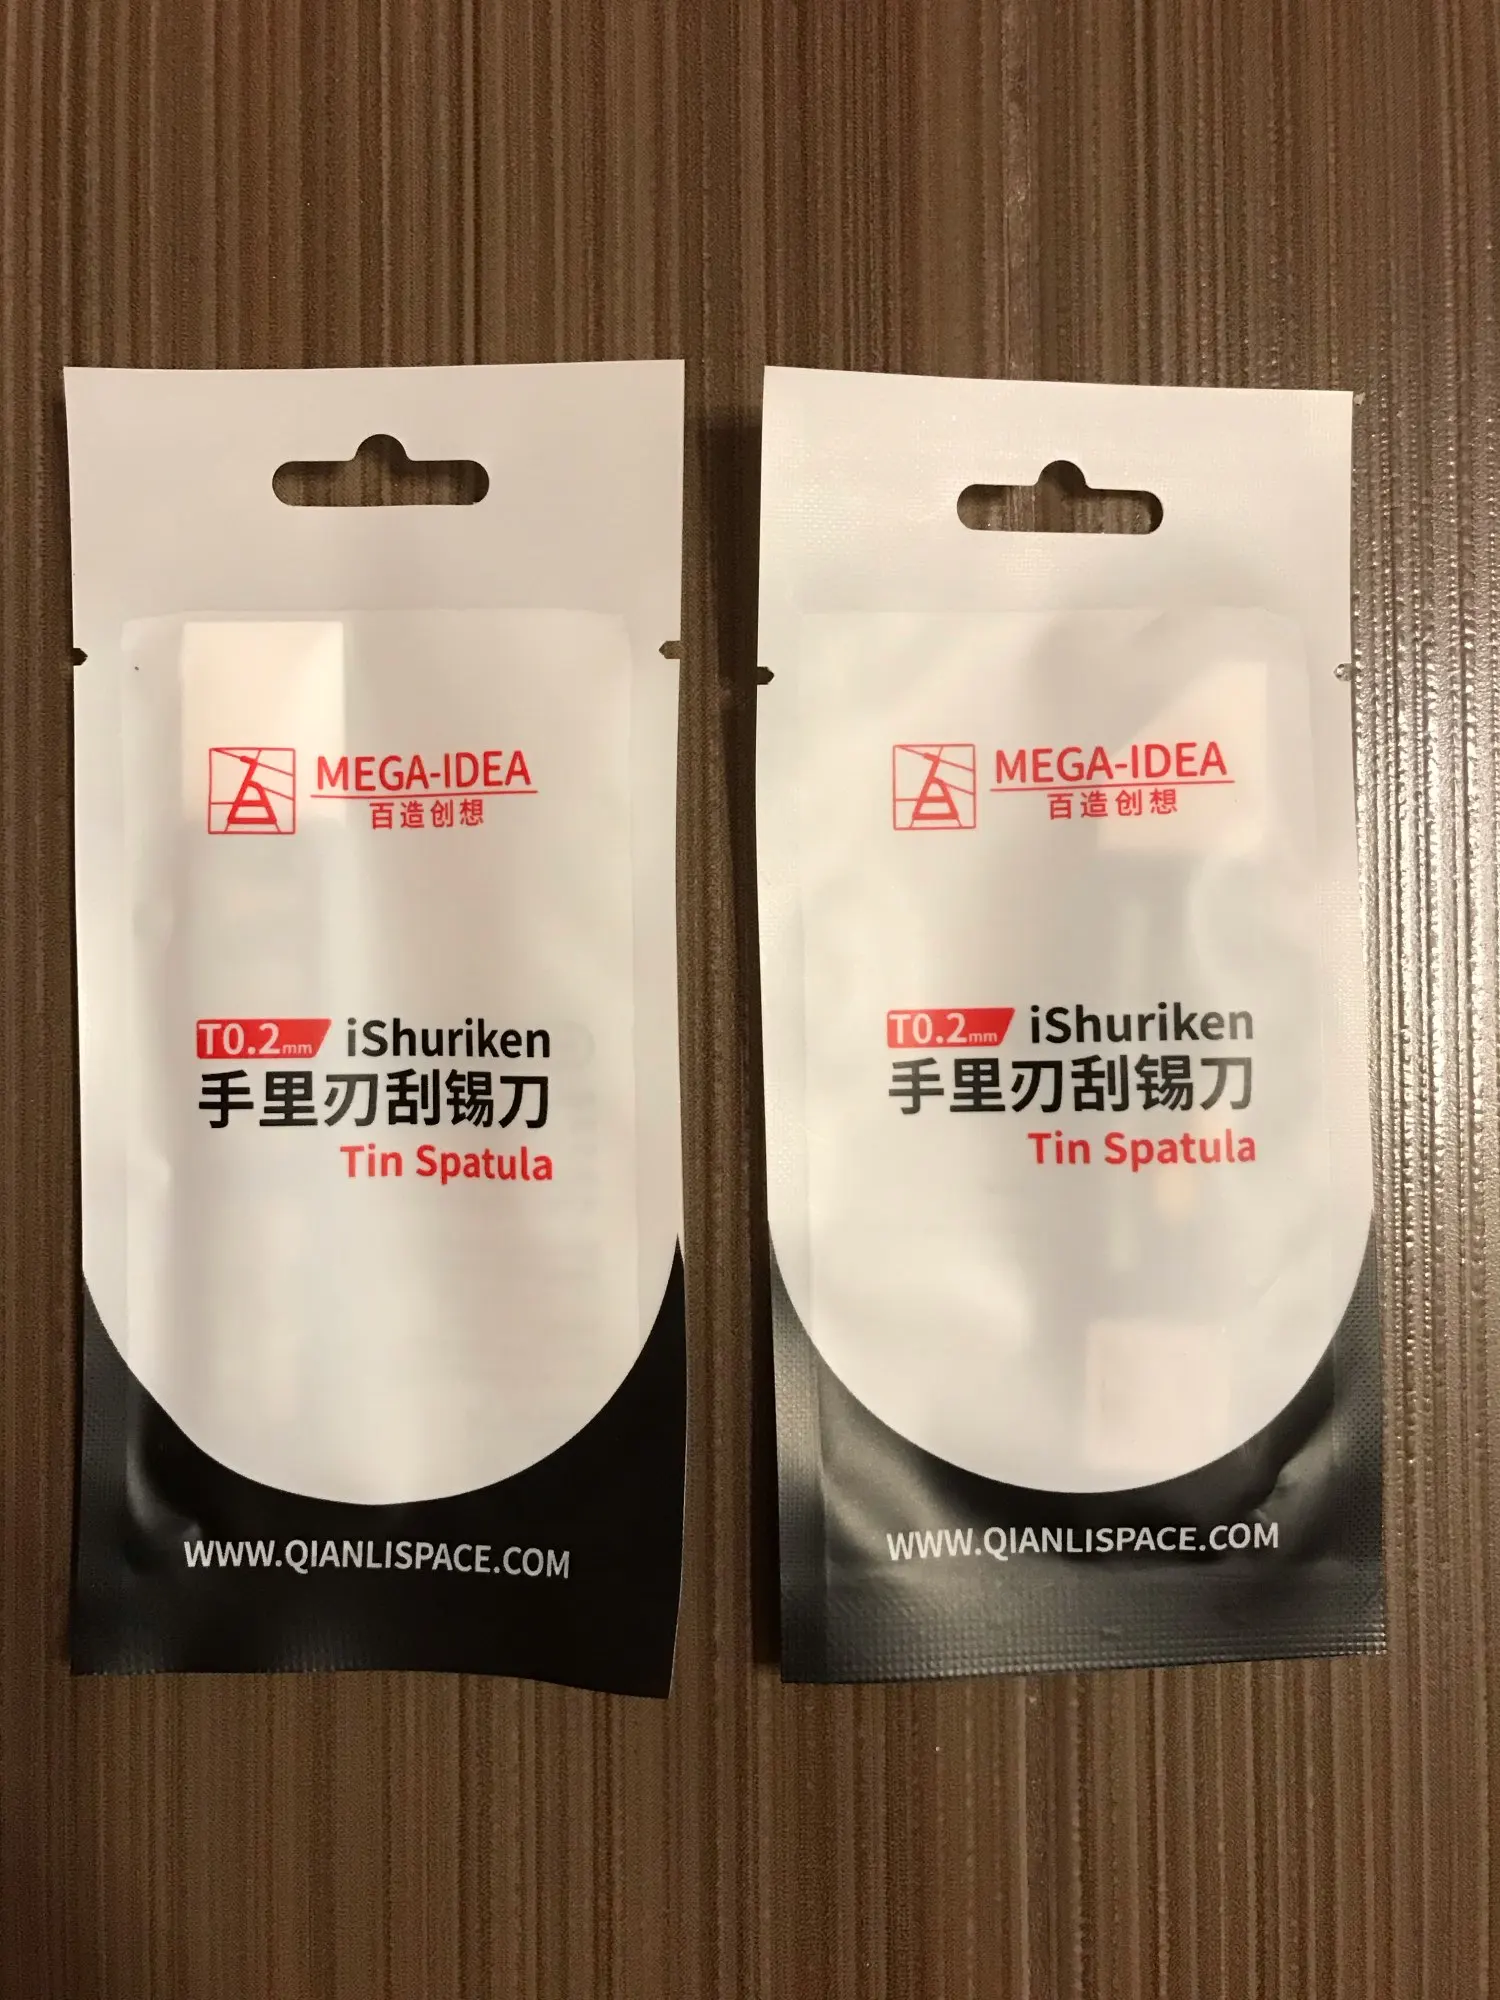 MEGA-IDEA
百造创想
T0.2mm iShuriken
手里刃刮锡刀
Tin Spatula
WWW.QIANLISPACE.COM
MEGA-IDEA
百造创想
T0.2mm iShuriken
手里刃刮锡刀
Tin Spatula
WWW.QIANLISPACE.COM